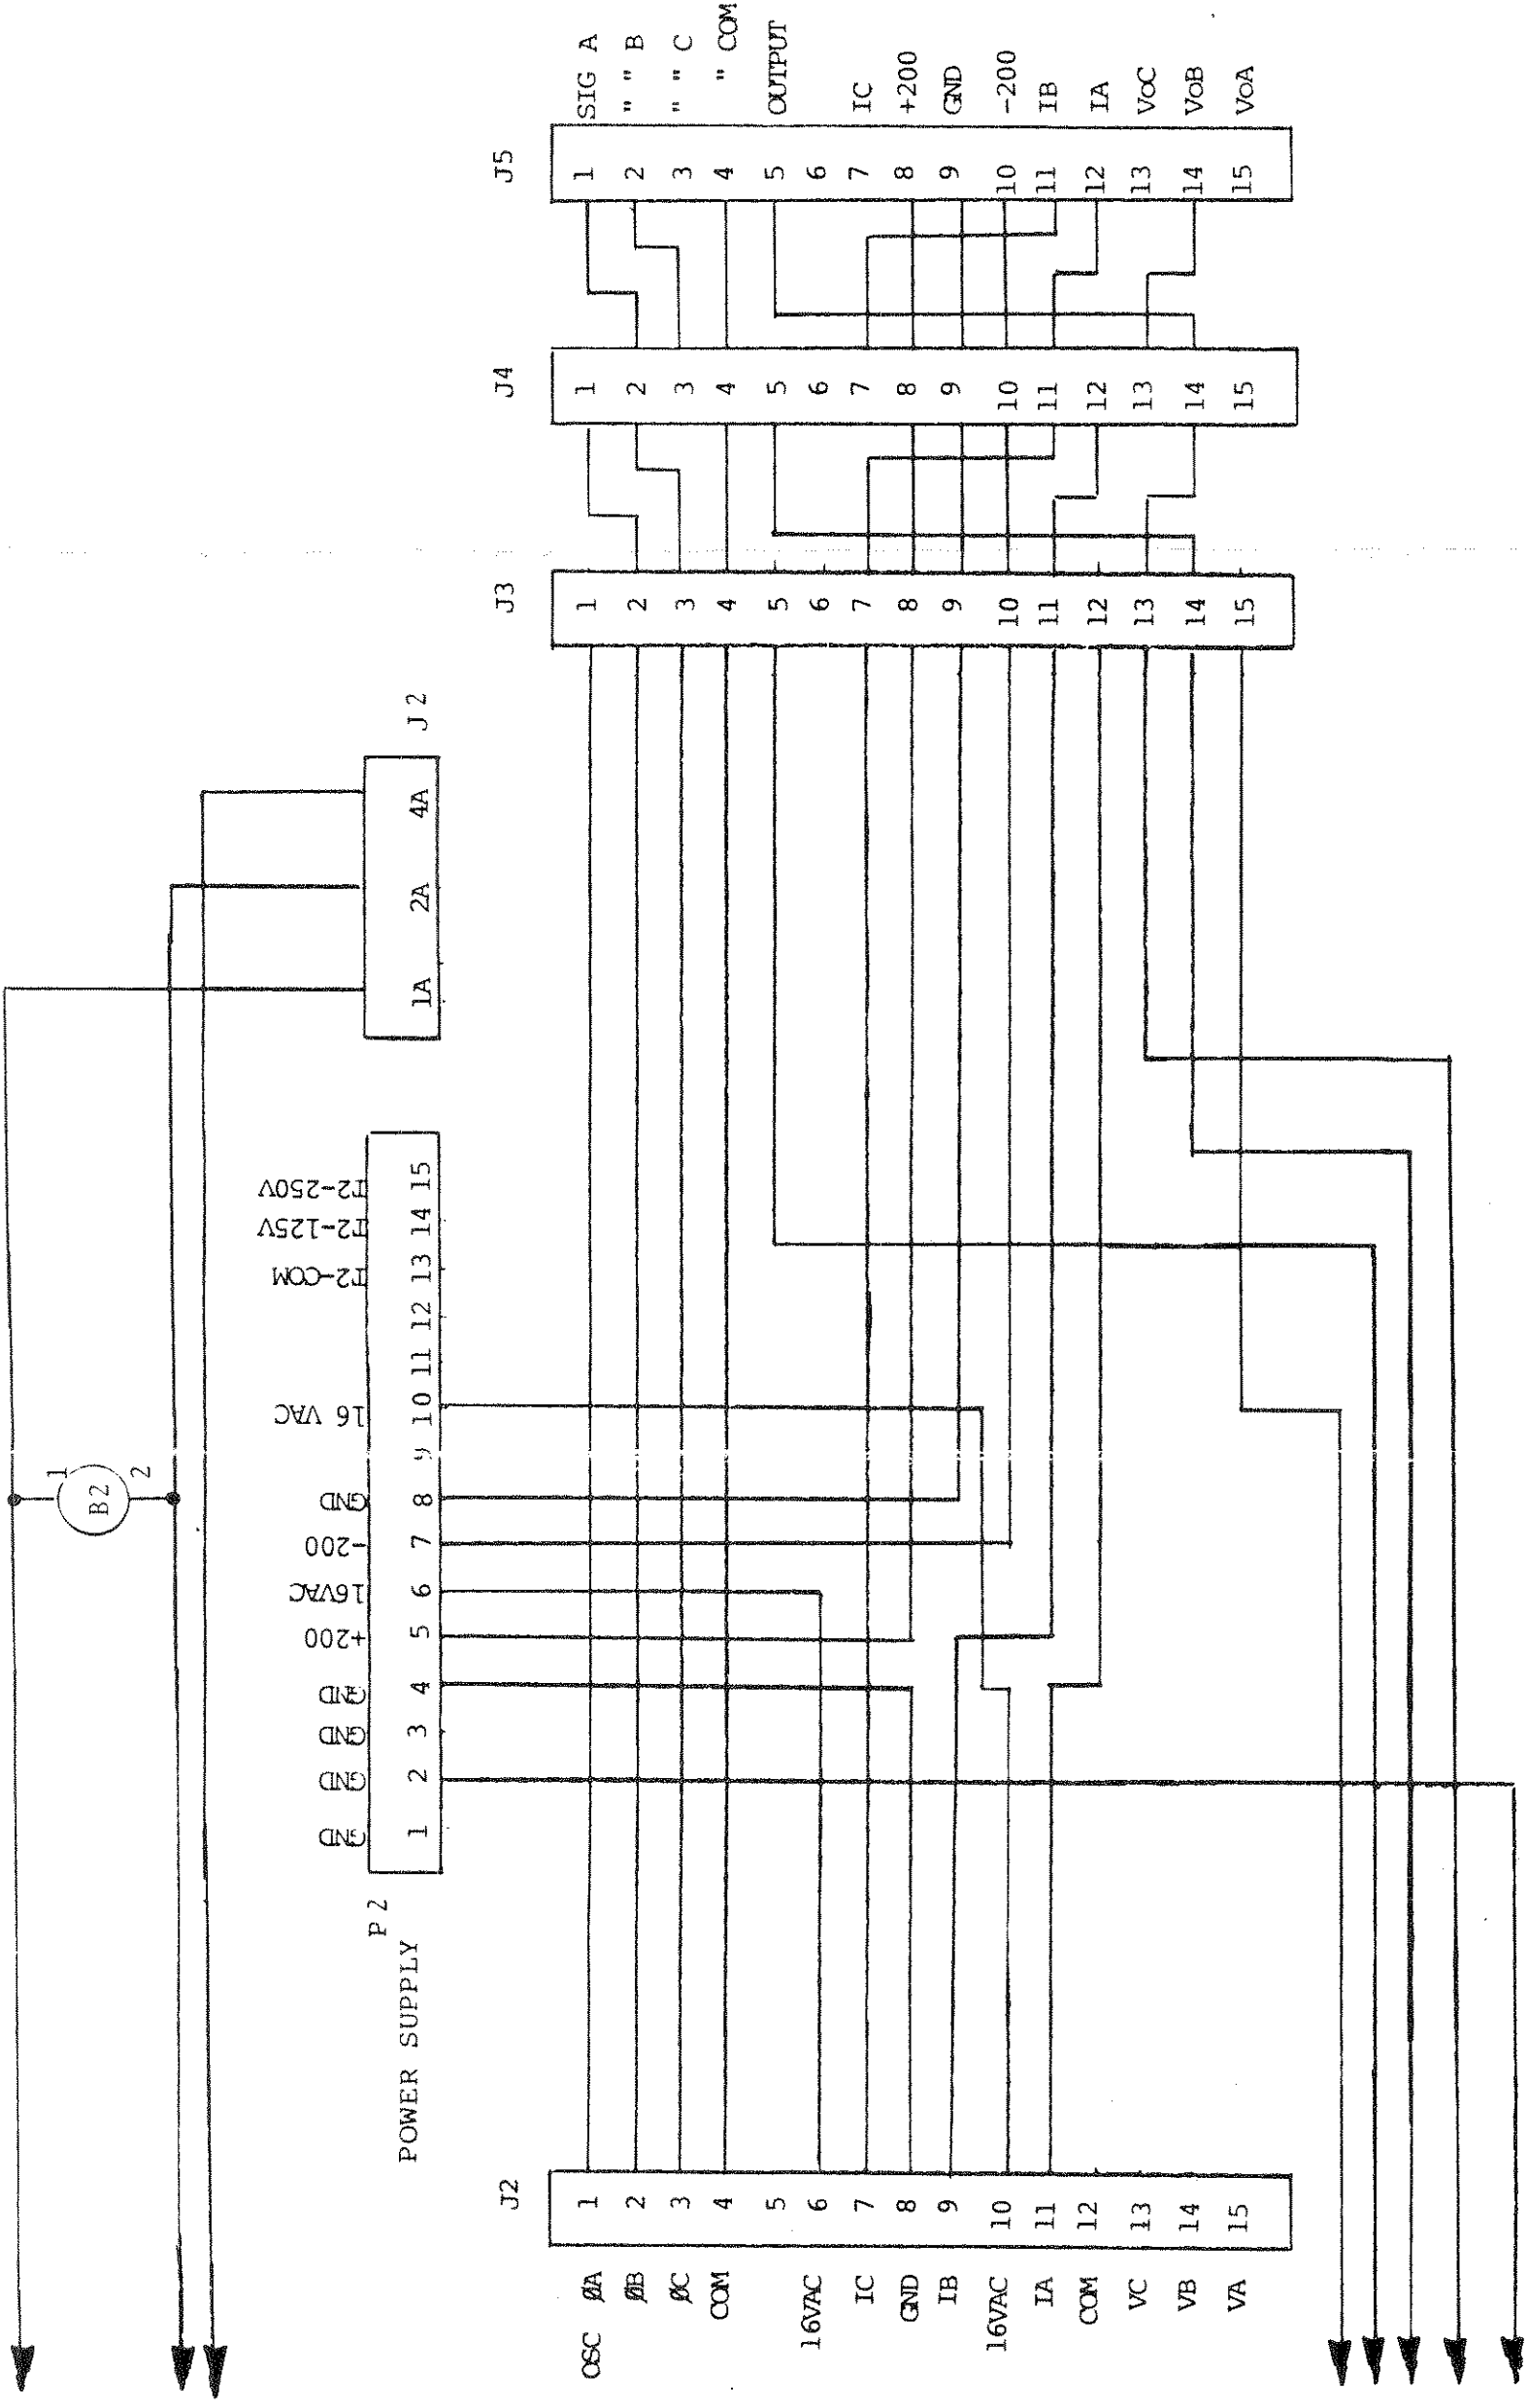 SIG A
" " B
" " C
" COM
OUTPUT
IC
+200
GND
-200
IB
IA
VoC
VoB
VoA
J5
1
2
3
4
5
6
7
8
9
10
11
12
13
14
15
J4
1
2
3
4
5
6
7
8
9
10
11
12
13
14
15
J3
1
2
3
4
5
6
7
8
9
10
11
12
13
14
15
J2
4A
2A
1A
T2-250V
T2-125V
T2-COM
16 VAC
GND
-200
16VAC
+200
GND
GND
GND
GND
15
14
13
12
11
10
9
8
7
6
5
4
3
2
1
P2
POWER SUPPLY
1
B2
2
J2
1
2
3
4
5
6
7
8
9
10
11
12
13
14
15
OSC ØA
ØB
ØC
COM
16VAC
IC
GND
IB
16VAC
IA
COM
VC
VB
VA